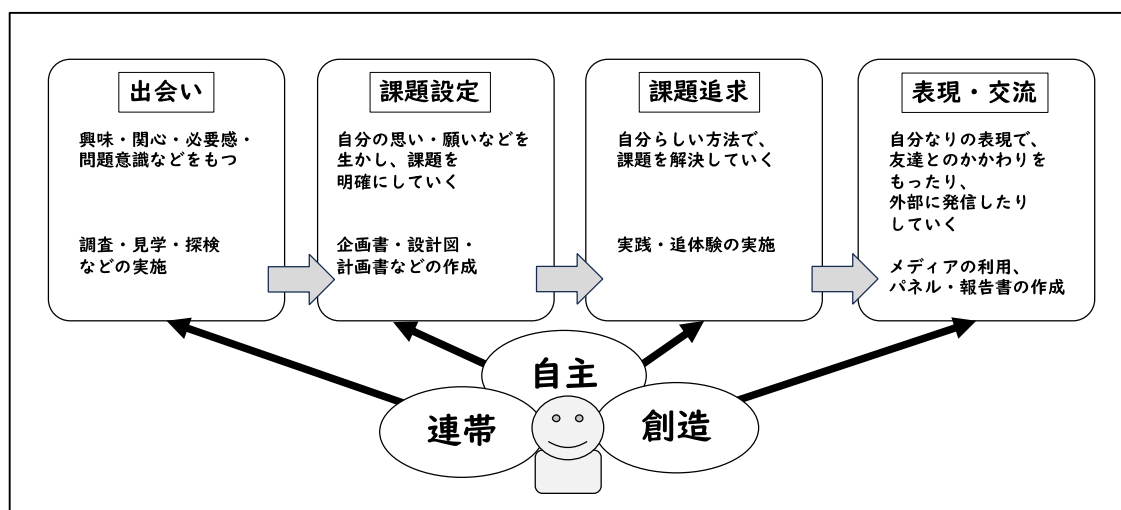 出会い
興味・関心・必要感・
問題意識などをもつ
調査・見学・探検
などの実施
課題設定
自分の思い・願いなどを
生かし、課題を
明確にしていく
企画書・設計図・
計画書などの作成
課題追求
自分らしい方法で、
課題を解決していく
実践・追体験の実施
表現・交流
自分なりの表現で、
友達とのかかわりを
もったり、
外部に発信したり
していく
メディアの利用、
パネル・報告書の作成
自主
連帯
創造